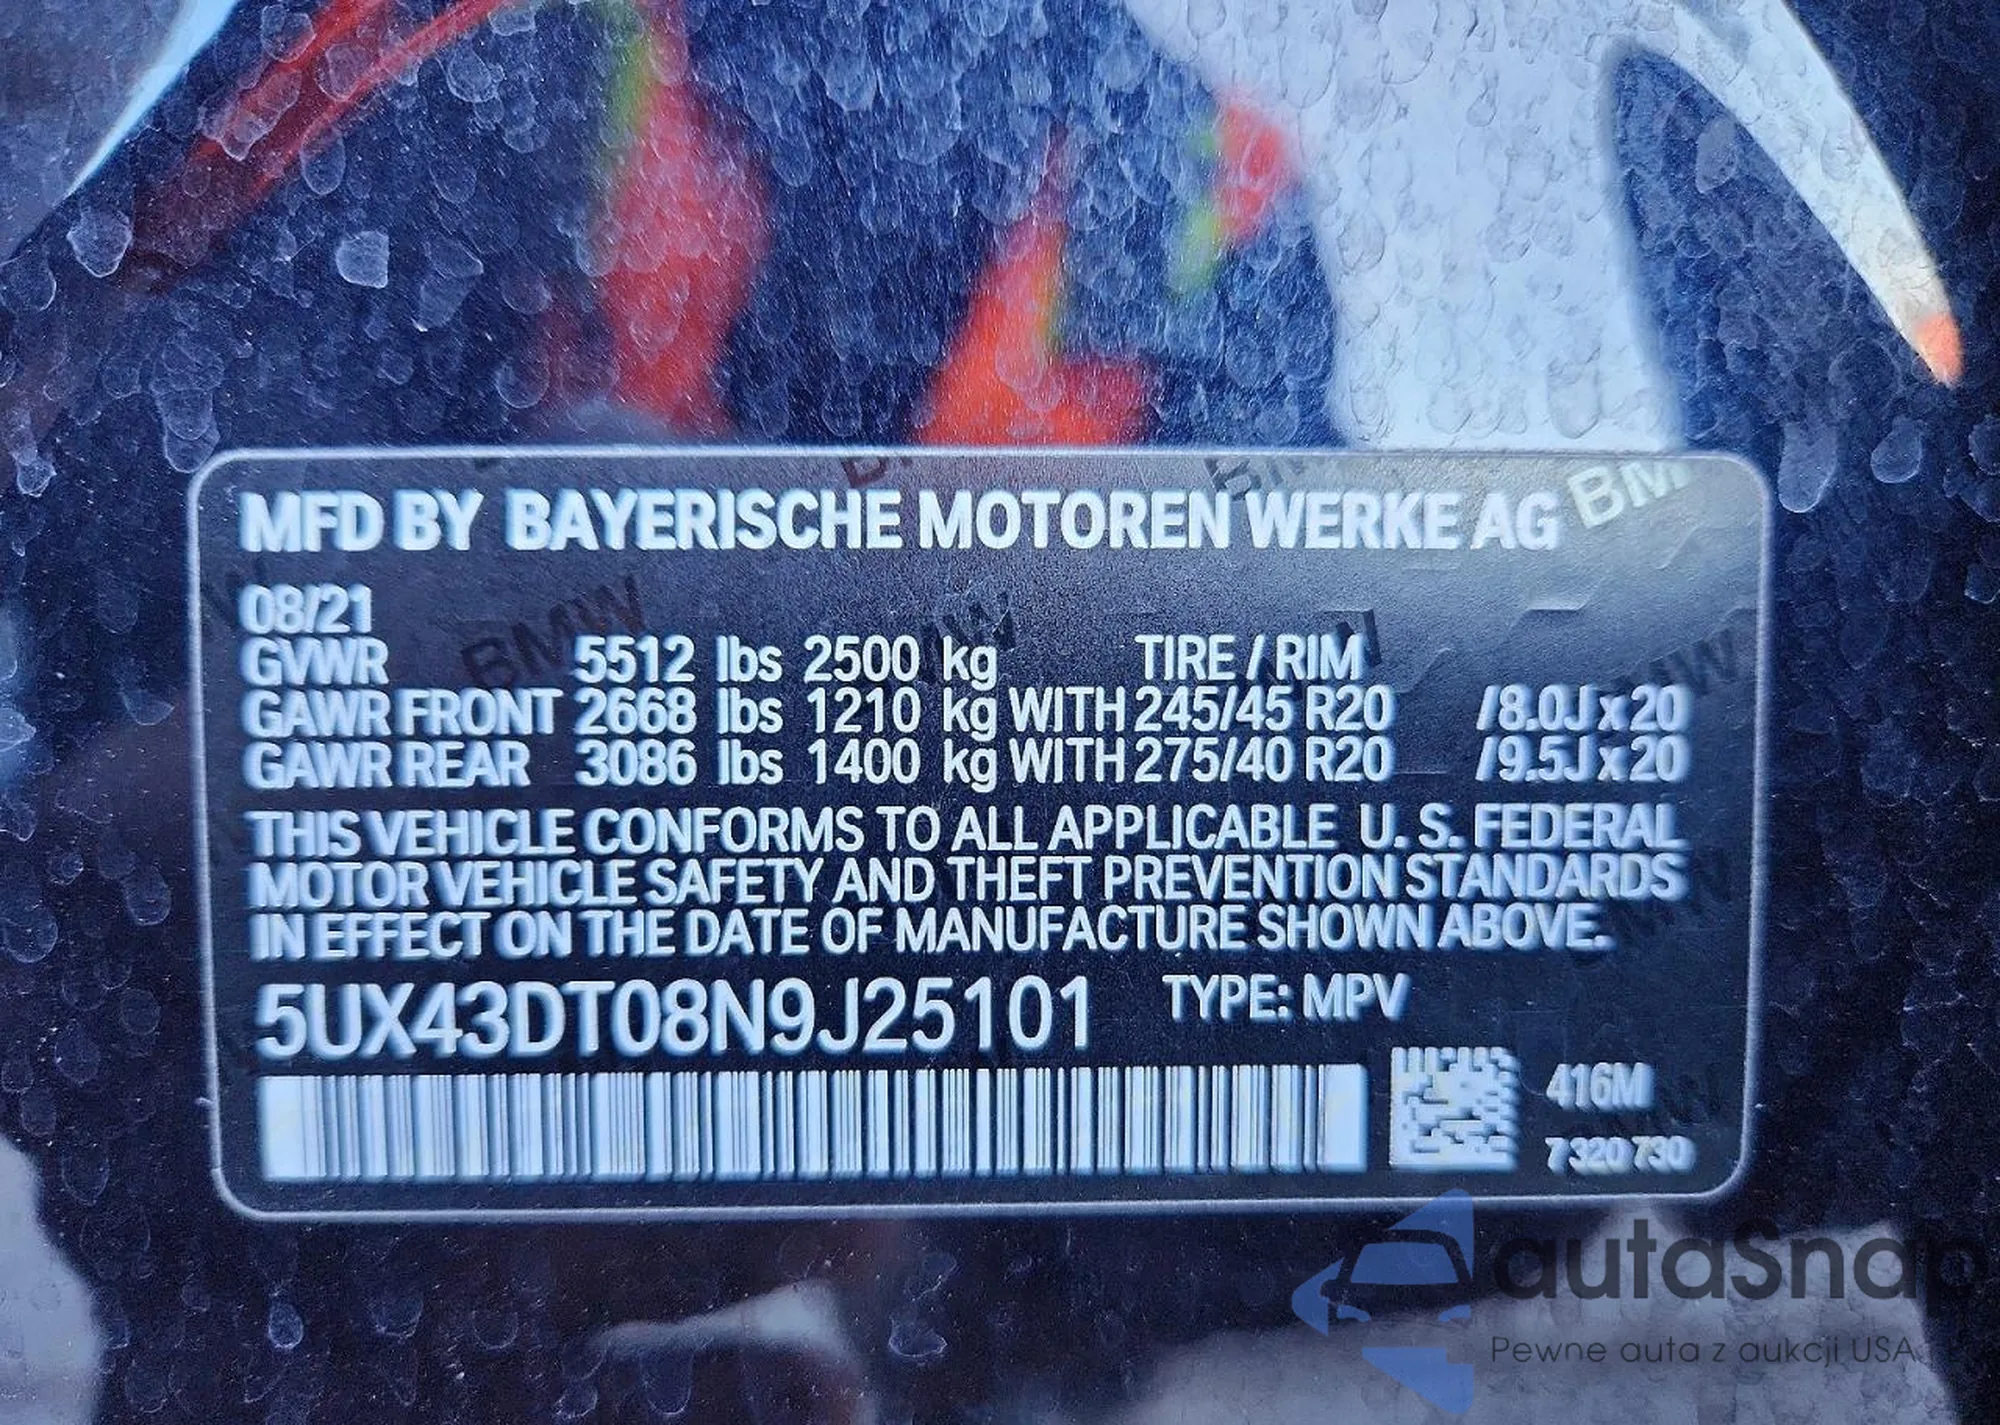 MFD BY BAYERISCHE MOTOREN WERKE AG
08/21
GVWR 5512 lbs 2500 kg TIRE / RIM
GAWR FRONT 2668 lbs 1210 kg WITH 245/45 R20 /8.0J x 20
GAWR REAR 3086 lbs 1400 kg WITH 275/40 R20 /9.5J x 20
THIS VEHICLE CONFORMS TO ALL APPLICABLE U. S. FEDERAL
MOTOR VEHICLE SAFETY AND THEFT PREVENTION STANDARDS
IN EFFECT ON THE DATE OF MANUFACTURE SHOWN ABOVE.
5UX43DT08N9J25101 TYPE: MPV
416M
7 320 730
autasnap
Pewne auta z aukcji USA